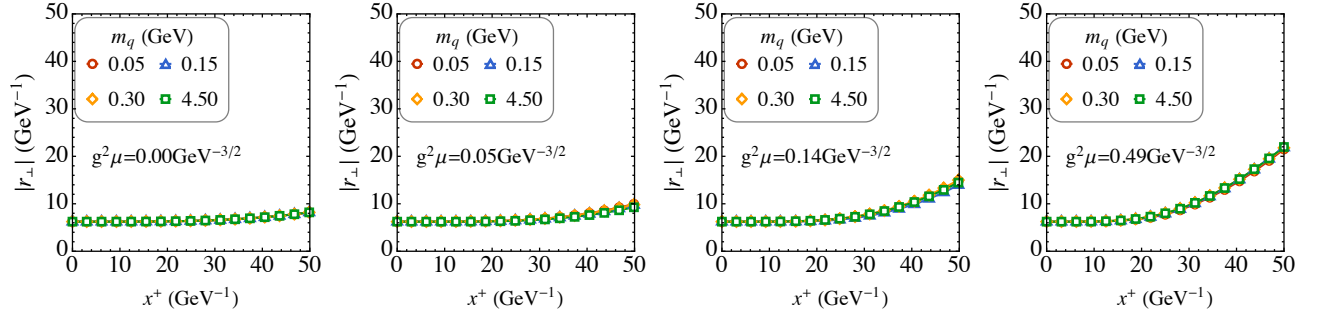 50
40
30
20
10
0
|r⊥| (GeV⁻¹)
m_q (GeV)
0.05 0.15
0.30 4.50
g²μ=0.00GeV⁻³/²
0 10 20 30 40 50
x⁺ (GeV⁻¹)
50
40
30
20
10
0
|r⊥| (GeV⁻¹)
m_q (GeV)
0.05 0.15
0.30 4.50
g²μ=0.05GeV⁻³/²
0 10 20 30 40 50
x⁺ (GeV⁻¹)
50
40
30
20
10
0
|r⊥| (GeV⁻¹)
m_q (GeV)
0.05 0.15
0.30 4.50
g²μ=0.14GeV⁻³/²
0 10 20 30 40 50
x⁺ (GeV⁻¹)
50
40
30
20
10
0
|r⊥| (GeV⁻¹)
m_q (GeV)
0.05 0.15
0.30 4.50
g²μ=0.49GeV⁻³/²
0 10 20 30 40 50
x⁺ (GeV⁻¹)